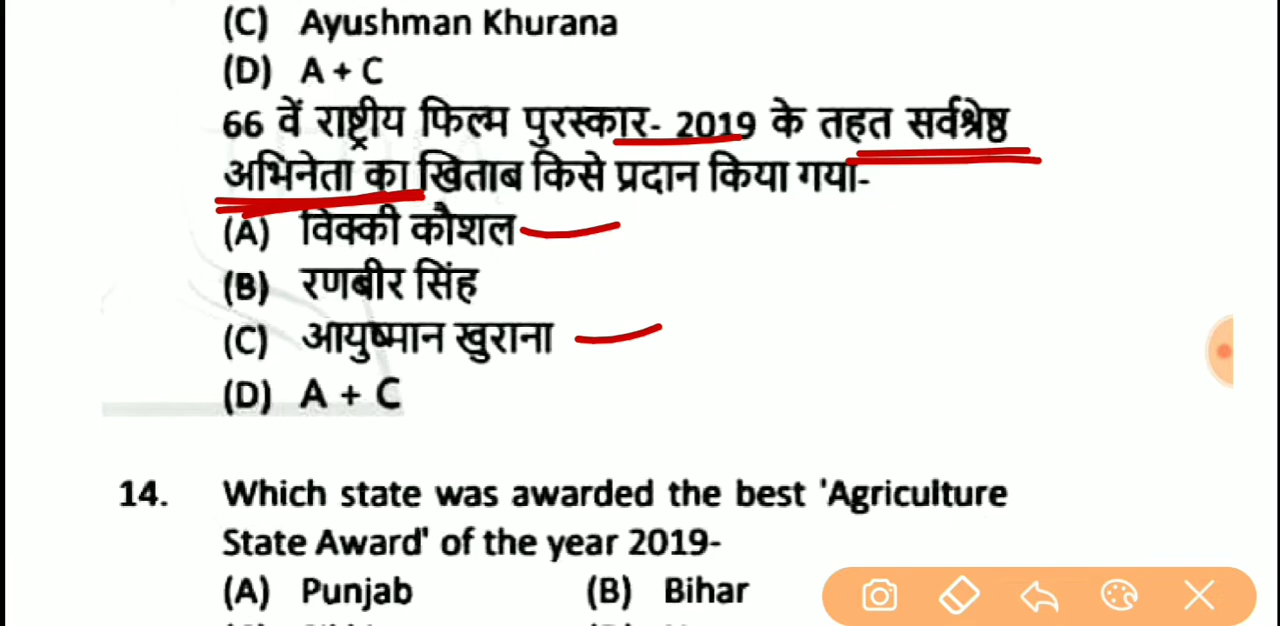 (C) Ayushman Khurana
(D) A + C
66 वें राष्ट्रीय फिल्म पुरस्कार- 2019 के तहत सर्वश्रेष्ठ
अभिनेता का खिताब किसे प्रदान किया गया-
(A) विक्की कौशल
(B) रणबीर सिंह
(C) आयुष्मान खुराना
(D) A + C
14. Which state was awarded the best 'Agriculture
State Award' of the year 2019-
(A) Punjab (B) Bihar